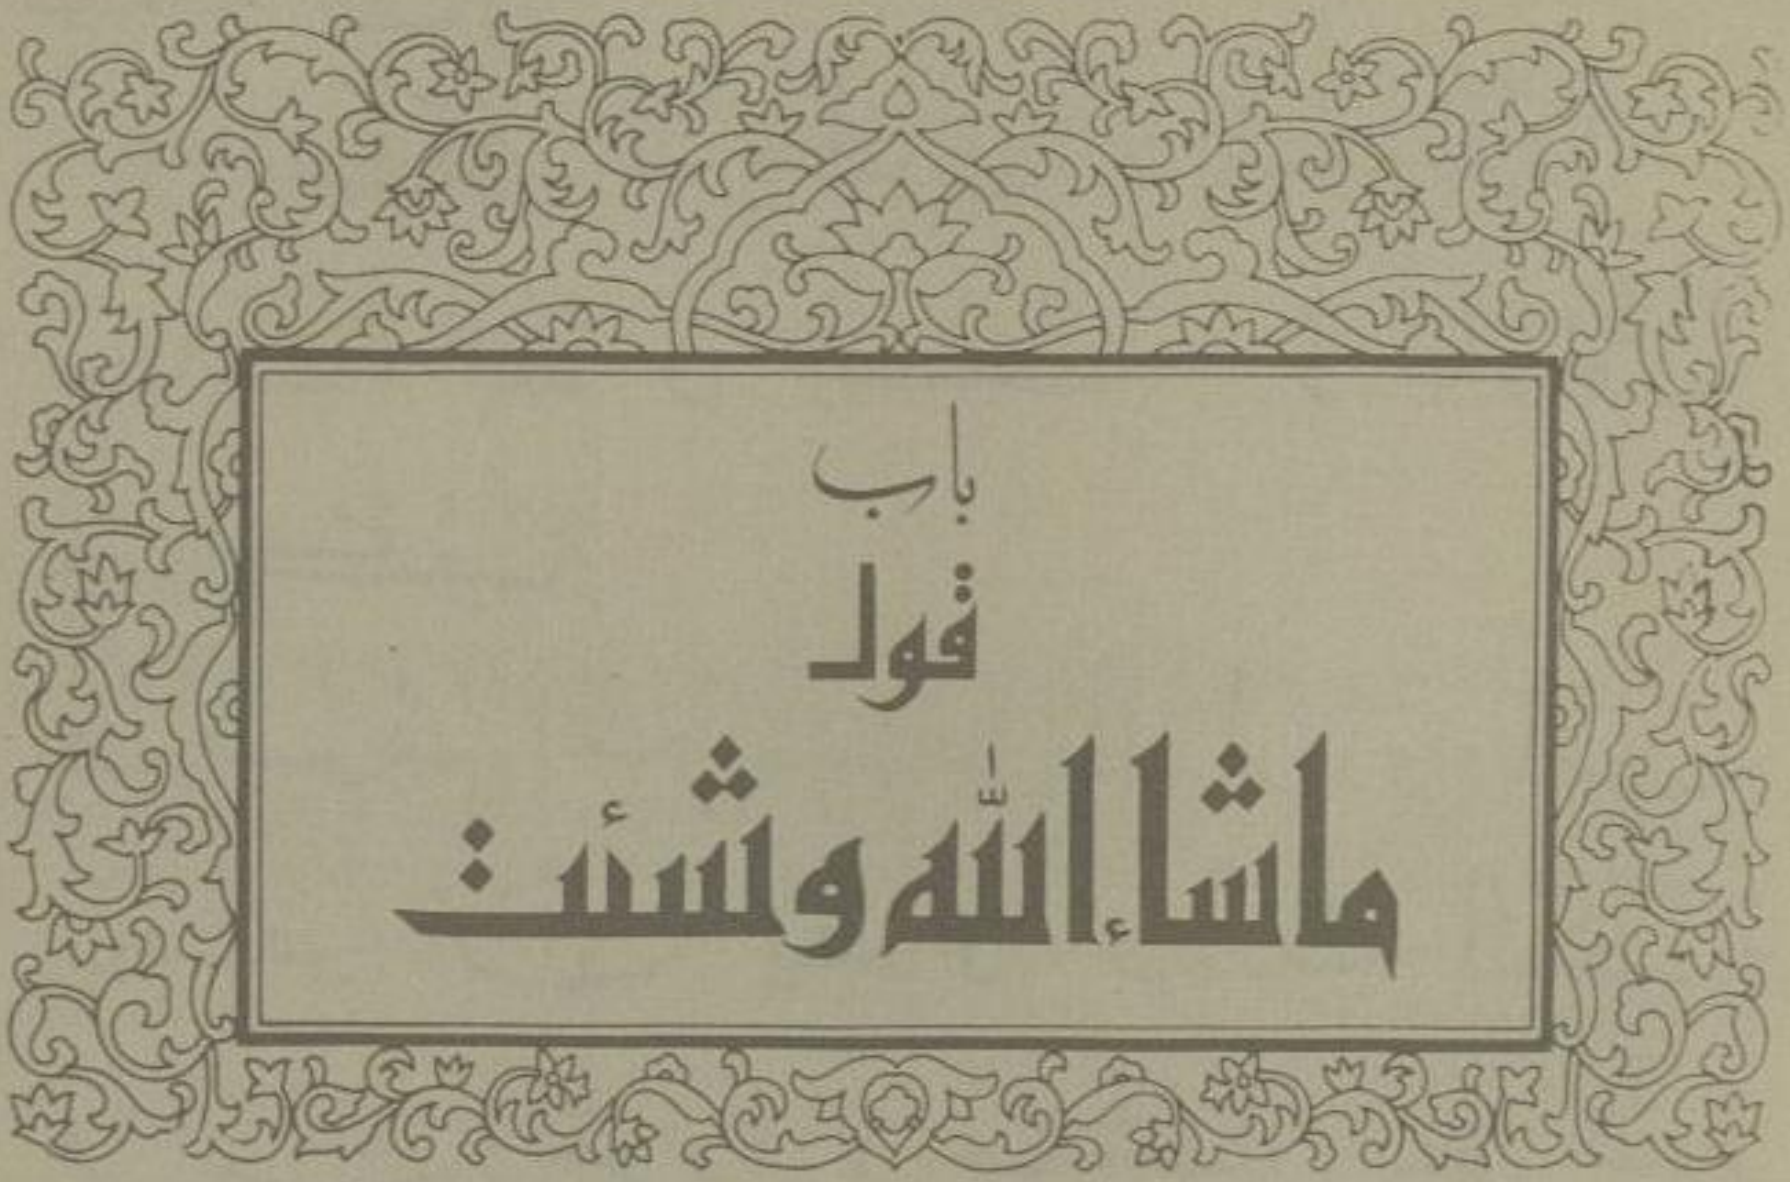 باب
قول
ما شاء الله وشئت